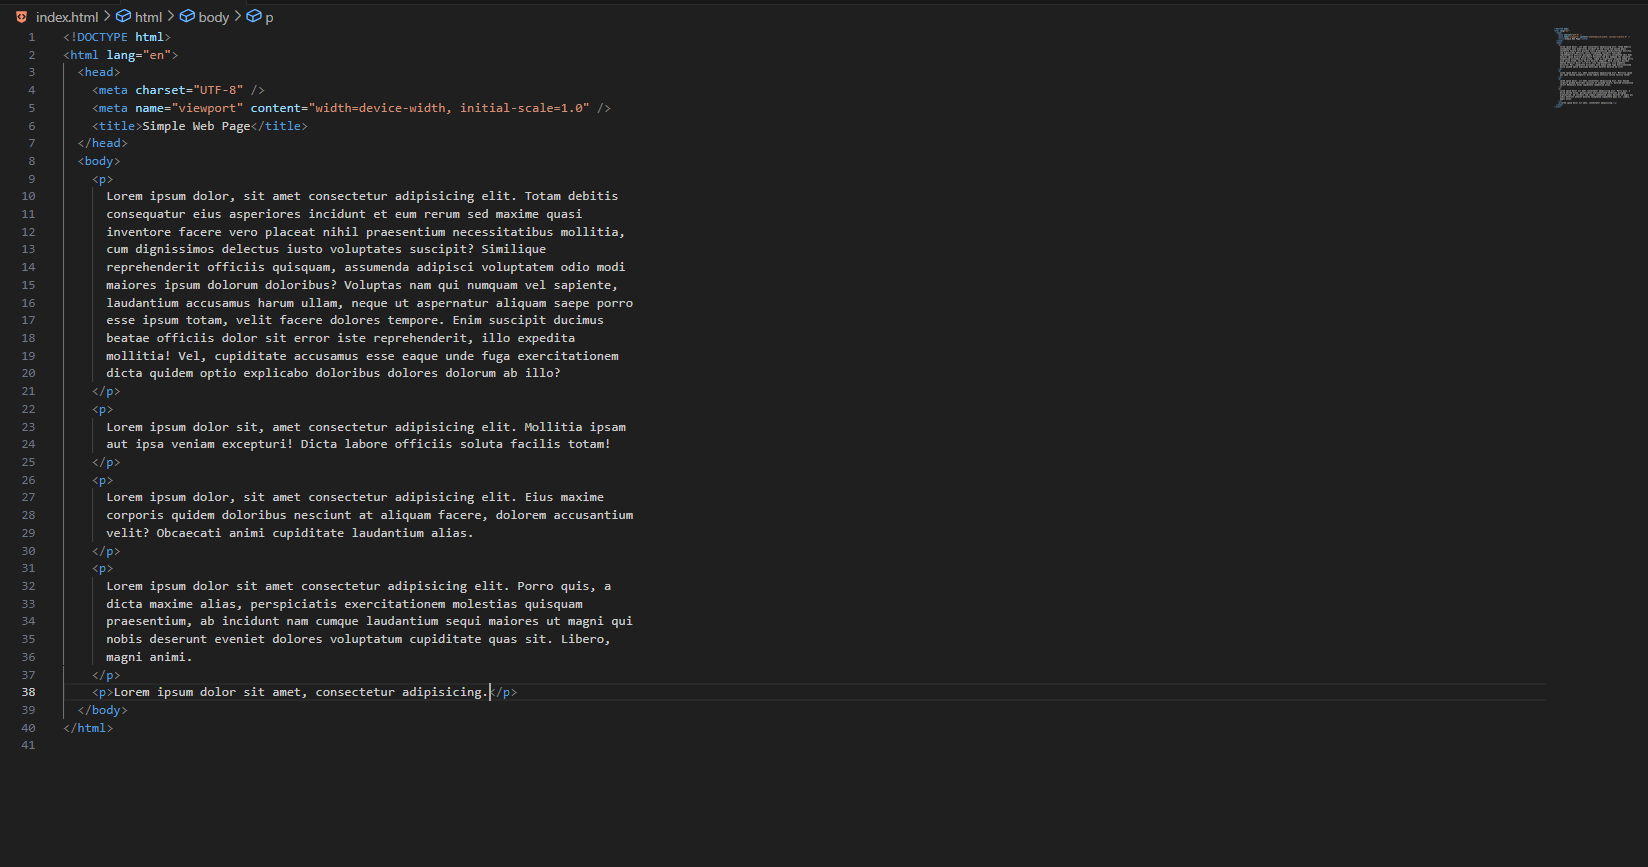 index.html > html > body > p
1 <!DOCTYPE html>
2 <html lang="en">
3 <head>
4 <meta charset="UTF-8" />
5 <meta name="viewport" content="width=device-width, initial-scale=1.0" />
6 <title>Simple Web Page</title>
7 </head>
8 <body>
9 <p>
10 Lorem ipsum dolor, sit amet consectetur adipisicing elit. Totam debitis
11 consequatur eius asperiores incidunt et eum rerum sed maxime quasi
12 inventore facere vero placeat nihil praesentium necessitatibus mollitia,
13 cum dignissimos delectus iusto voluptates suscipit? Similique
14 reprehenderit officiis quisquam, assumenda adipisci voluptatem odio modi
15 maiores ipsum dolorum doloribus? Voluptas nam qui numquam vel sapiente,
16 laudantium accusamus harum ullam, neque ut aspernatur aliquam saepe porro
17 esse ipsum totam, velit facere dolores tempore. Enim suscipit ducimus
18 beatae officiis dolor sit error iste reprehenderit, illo expedita
19 mollitia! Vel, cupiditate accusamus esse eaque unde fuga exercitationem
20 dicta quidem optio explicabo doloribus dolores dolorum ab illo?
21 </p>
22 <p>
23 Lorem ipsum dolor sit, amet consectetur adipisicing elit. Mollitia ipsam
24 aut ipsa veniam excepturi! Dicta labore officiis soluta facilis totam!
25 </p>
26 <p>
27 Lorem ipsum dolor, sit amet consectetur adipisicing elit. Eius maxime
28 corporis quidem doloribus nesciunt at aliquam facere, dolorem accusantium
29 velit? Obcaecati animi cupiditate laudantium alias.
30 </p>
31 <p>
32 Lorem ipsum dolor sit amet consectetur adipisicing elit. Porro quis, a
33 dicta maxime alias, perspiciatis exercitationem molestias quisquam
34 praesentium, ab incidunt nam cumque laudantium sequi maiores ut magni qui
35 nobis deserunt eveniet dolores voluptatum cupiditate quas sit. Libero,
36 magni animi.
37 </p>
38 <p>Lorem ipsum dolor sit amet, consectetur adipisicing.</p>
39 </body>
40 </html>
41